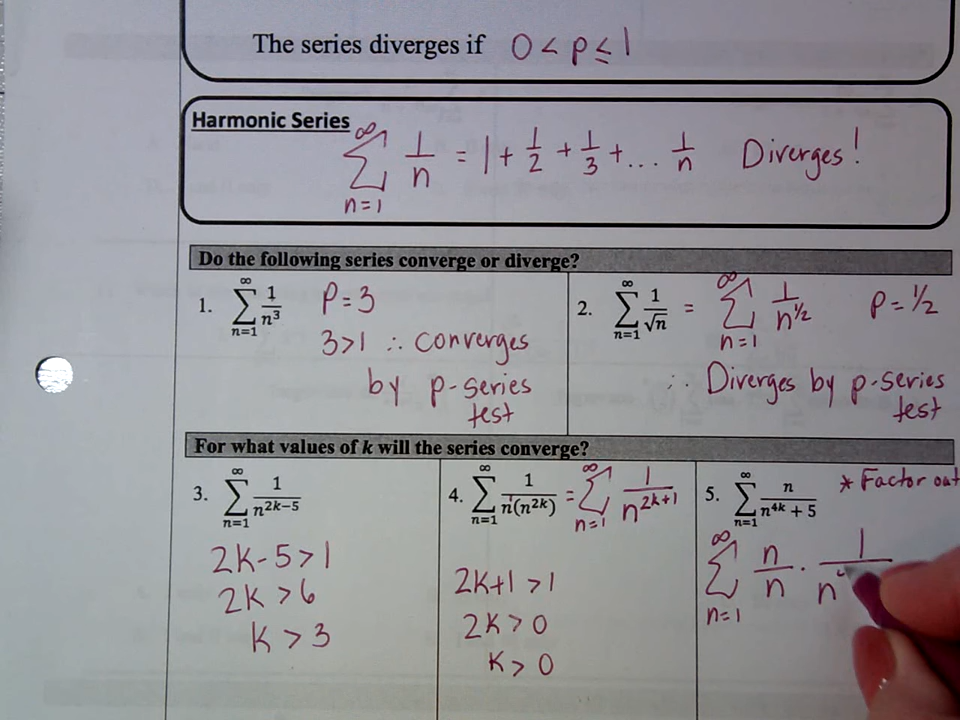 The series diverges if 0 < p ≤ 1
Harmonic Series
∞ ∑ n=1 1/n = 1 + 1/2 + 1/3 + ... 1/n Diverges!
Do the following series converge or diverge?
1. ∞ ∑ n=1 1/n³ P = 3
3>1 ∴ converges
by p-series
test
2. ∞ ∑ n=1 1/√n = ∞ ∑ n=1 1/n^(1/2) P = 1/2
∴ Diverges by p-series
test
For what values of k will the series converge?
3. ∞ ∑ n=1 1/n^(2k−5)
2k-5>1
2k >6
k > 3
4. ∞ ∑ n=1 1/n(n^(2k)) = ∞ ∑ n=1 1/n^(2k+1)
2k+1 >1
2k > 0
k > 0
5. ∞ ∑ n=1 n/(n^(4k) + 5) * Factor out
∞ ∑ n=1 n/n · 1/n